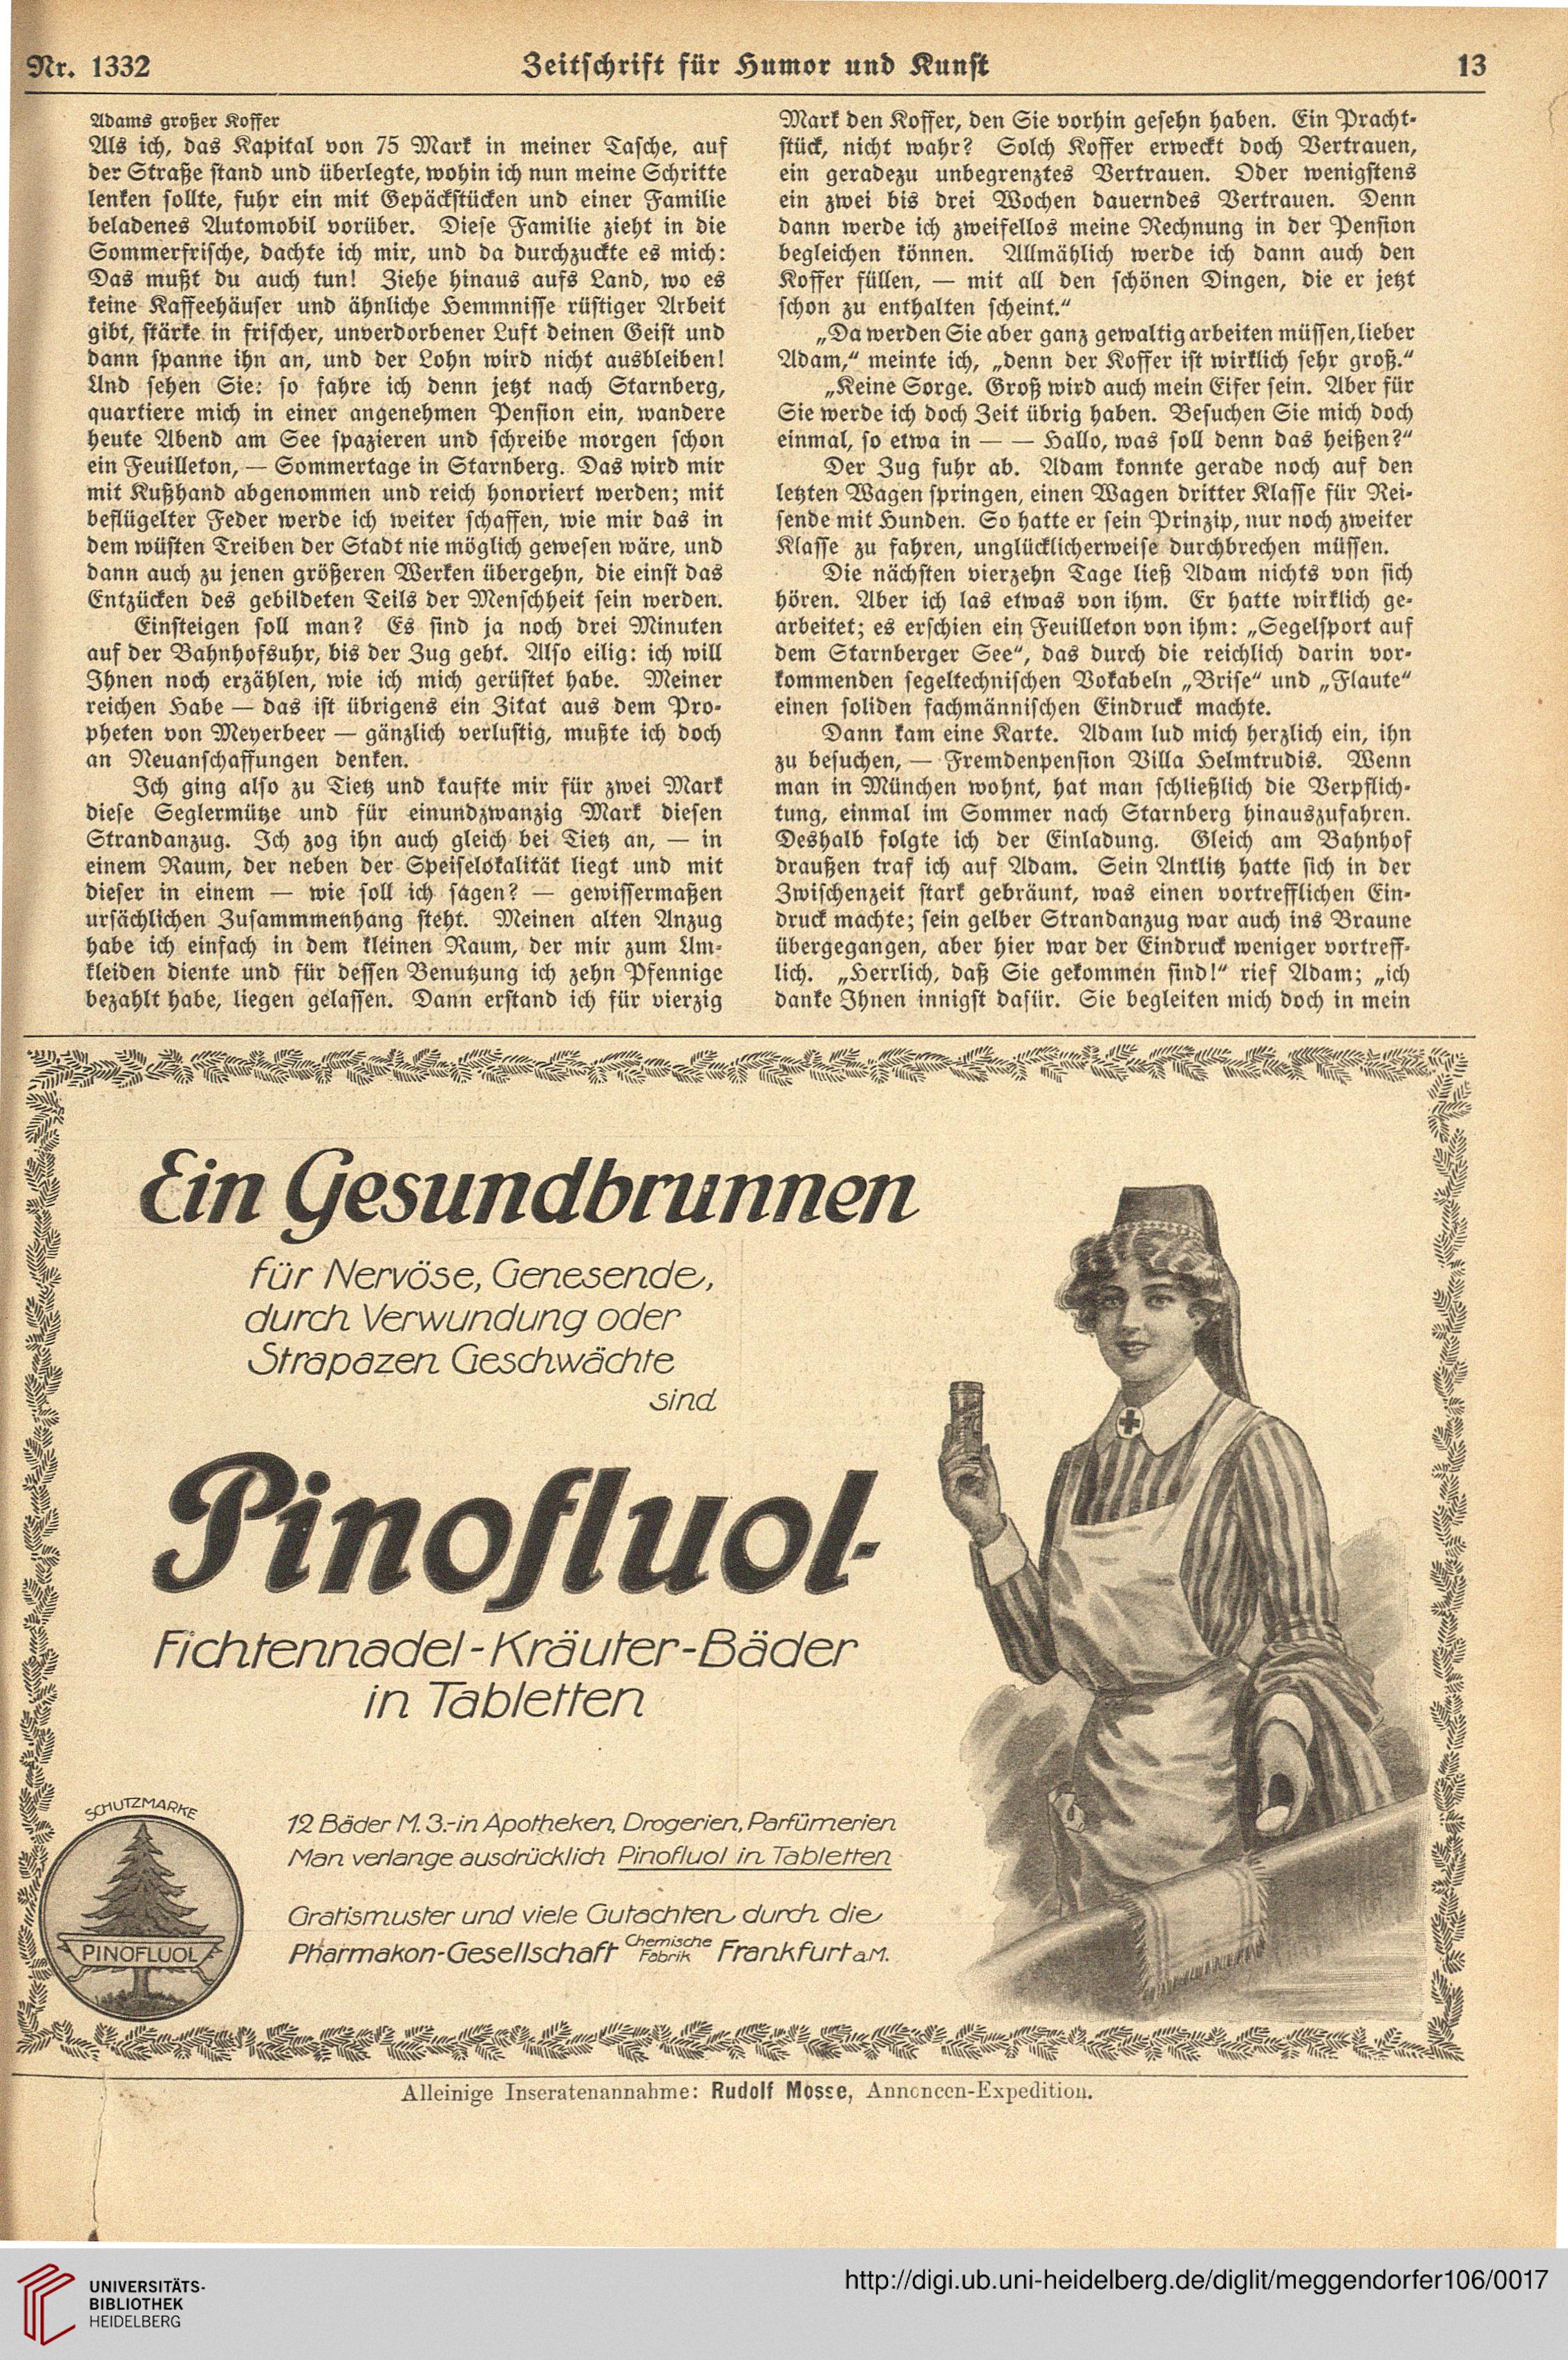 Nr. 1332
Zeitschrift für Humor und Kunst
13
Adams großer Koffer
Als ich, das Kapital von 75 Mark in meiner Tasche, auf
der Straße stand und überlegte, wohin ich nun meine Schritte
lenken sollte, fuhr ein mit Gepäckstücken und einer Familie
beladenes Automobil vorüber. Diese Familie zieht in die
Sommerfrische, dachte ich mir, und da durchzuckte es mich:
Das mußt du auch tun! Ziehe hinaus aufs Land, wo es
keine Kaffeehäuser und ähnliche Hemmnisse rüstiger Arbeit
gibt, stärke in frischer, unverdorbener Luft deinen Geist und
dann spanne ihn an, und der Lohn wird nicht ausbleiben!
Und sehen Sie: so fahre ich denn jetzt nach Starnberg,
quartiere mich in einer angenehmen Pension ein, wandere
heute Abend am See spazieren und schreibe morgen schon
ein Feuilleton, — Sommertage in Starnberg. Das wird mir
mit Kußhand abgenommen und reich honoriert werden; mit
beflügelter Feder werde ich weiter schaffen, wie mir das in
dem wüsten Treiben der Stadt nie möglich gewesen wäre, und
dann auch zu jenen größeren Werken übergehn, die einst das
Entzücken des gebildeten Teils der Menschheit sein werden.
Einsteigen soll man? Es sind ja noch drei Minuten
auf der Bahnhofsuhr, bis der Zug geht. Also eilig: ich will
Ihnen noch erzählen, wie ich mich gerüstet habe. Meiner
reichen Habe — das ist übrigens ein Zitat aus dem Pro-
pheten von Meyerbeer — gänzlich verlustig, mußte ich doch
an Neuanschaffungen denken.
Ich ging also zu Tietz und kaufte mir für zwei Mark
diese Seglermütze und für einundzwanzig Mark diesen
Strandanzug. Ich zog ihn auch gleich bei Tietz an, — in
einem Raum, der neben der Speiselokalität liegt und mit
dieser in einem — wie soll ich sagen? — gewissermaßen
ursächlichen Zusammmenhang steht. Meinen alten Anzug
habe ich einfach in dem kleinen Raum, der mir zum Um-
kleiden diente und für dessen Benutzung ich zehn Pfennige
bezahlt habe, liegen gelassen. Dann erstand ich für vierzig
Mark den Koffer, den Sie vorhin gesehn haben. Ein Pracht-
stück, nicht wahr? Solch Koffer erweckt doch Vertrauen,
ein geradezu unbegrenztes Vertrauen. Oder wenigstens
ein zwei bis drei Wochen dauerndes Vertrauen. Denn
dann werde ich zweifellos meine Rechnung in der Pension
begleichen können. Allmählich werde ich dann auch den
Koffer füllen, — mit all den schönen Dingen, die er jetzt
schon zu enthalten scheint.“
„Da werden Sie aber ganz gewaltig arbeiten müssen, lieber
Adam,“ meinte ich, „denn der Koffer ist wirklich sehr groß.“
„Keine Sorge. Groß wird auch mein Eifer sein. Aber für
Sie werde ich doch Zeit übrig haben. Besuchen Sie mich doch
einmal, so etwa in — — Hallo, was soll denn das heißen?“
Der Zug fuhr ab. Adam konnte gerade noch auf den
letzten Wagen springen, einen Wagen dritter Klasse für Rei-
sende mit Hunden. So hatte er sein Prinzip, nur noch zweiter
Klasse zu fahren, unglücklicherweise durchbrechen müssen.
Die nächsten vierzehn Tage ließ Adam nichts von sich
hören. Aber ich las etwas von ihm. Er hatte wirklich ge-
arbeitet; es erschien ein Feuilleton von ihm: „Segelsport auf
dem Starnberger See“, das durch die reichlich darin vor-
kommenden segeltechnischen Vokabeln „Brise“ und „Flaute“
einen soliden fachmännischen Eindruck machte.
Dann kam eine Karte. Adam lud mich herzlich ein, ihn
zu besuchen, — Fremdenpension Villa Helmtrudis. Wenn
man in München wohnt, hat man schließlich die Verpflich-
tung, einmal im Sommer nach Starnberg hinauszufahren.
Deshalb folgte ich der Einladung. Gleich am Bahnhof
draußen traf ich auf Adam. Sein Antlitz hatte sich in der
Zwischenzeit stark gebräunt, was einen vortrefflichen Ein-
druck machte; sein gelber Strandanzug war auch ins Braune
übergegangen, aber hier war der Eindruck weniger vortreff-
lich. „Herrlich, daß Sie gekommen sind!“ rief Adam; „ich
danke Ihnen innigst dafür. Sie begleiten mich doch in mein
Ein Gesundbrunnen
für Nervöse, Genesende,
durch Verwundung oder
Strapazen Geschwächte
sind
Pinofluol-
Fichtennadel-Kräuter-Bäder
in Tabletten
SCHUTZMARKE
PINOFLUOL
12 Bäder M. 3.- in Apotheken, Drogerien, Parfümerien
Man verlange ausdrücklich Pinofluol in Tabletten
Gratismuster und viele Gutachten durch die
Pharmakon-Gesellschaft Chemische Fabrik Frankfurt a.M.
Alleinige Inseratenannahme: Rudolf Mosse, Annoncen-Expedition.
UNIVERSITÄTS-
BIBLIOTHEK
HEIDELBERG
http://digi.ub.uni-heidelberg.de/diglit/meggendorfer106/0017